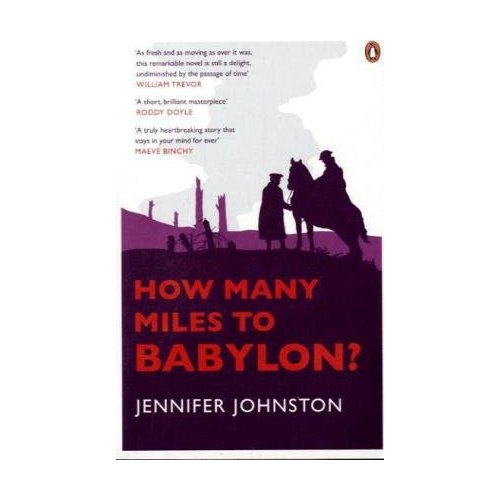 'As fresh and as moving as ever it was,
this remarkable novel is still a delight,
undiminished by the passage of time'
WILLIAM TREVOR
'A short, brilliant masterpiece'
RODDY DOYLE
'A truly heartbreaking story that
stays in your mind for ever'
MAEVE BINCHY
HOW MANY
MILES TO
BABYLON?
JENNIFER JOHNSTON